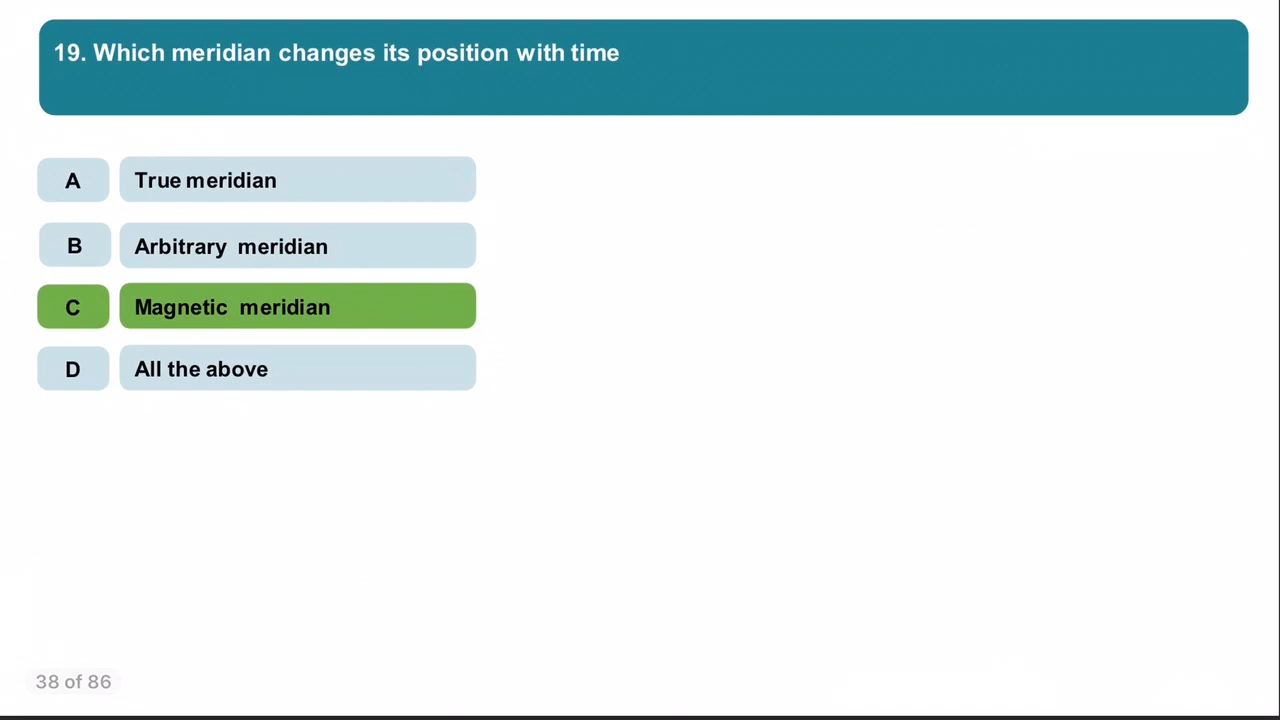 19. Which meridian changes its position with time
A True meridian
B Arbitrary meridian
C Magnetic meridian
D All the above
38 of 86